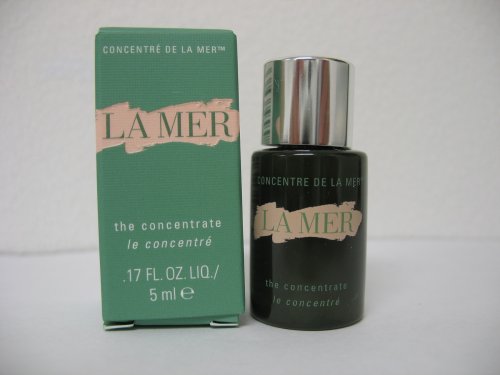 CONCENTRÉ DE LA MER™
LA MER
the concentrate
le concentré
.17 FL. OZ. LIQ./
5 ml ℮
CONCENTRE DE LA MER
LA MER
the concentrate
le concentré